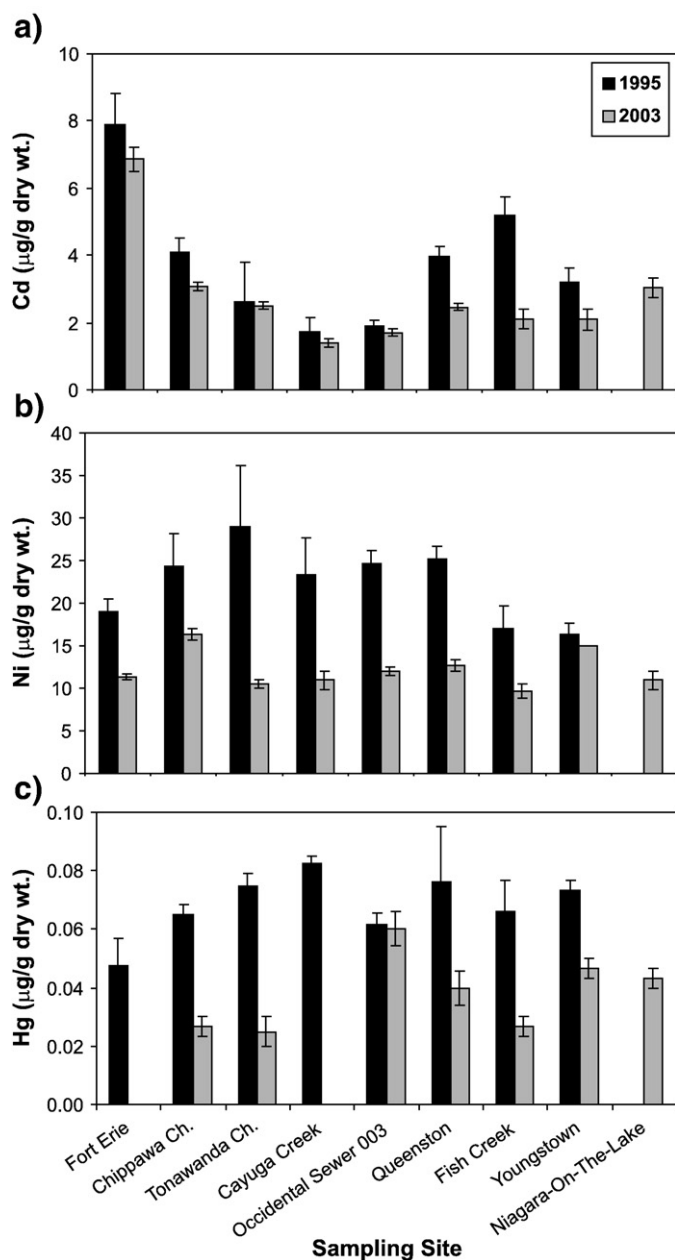 a)
10
8
6
4
2
0
Cd (µg/g dry wt.)
1995
2003
b)
40
35
30
25
20
15
10
5
0
Ni (µg/g dry wt.)
c)
0.10
0.08
0.06
0.04
0.02
0.00
Hg (µg/g dry wt.)
Fort Erie
Chippawa Ch.
Tonawanda Ch.
Cayuga Creek
Occidental Sewer 003
Queenston
Fish Creek
Youngstown
Niagara-On-The-Lake
Sampling Site